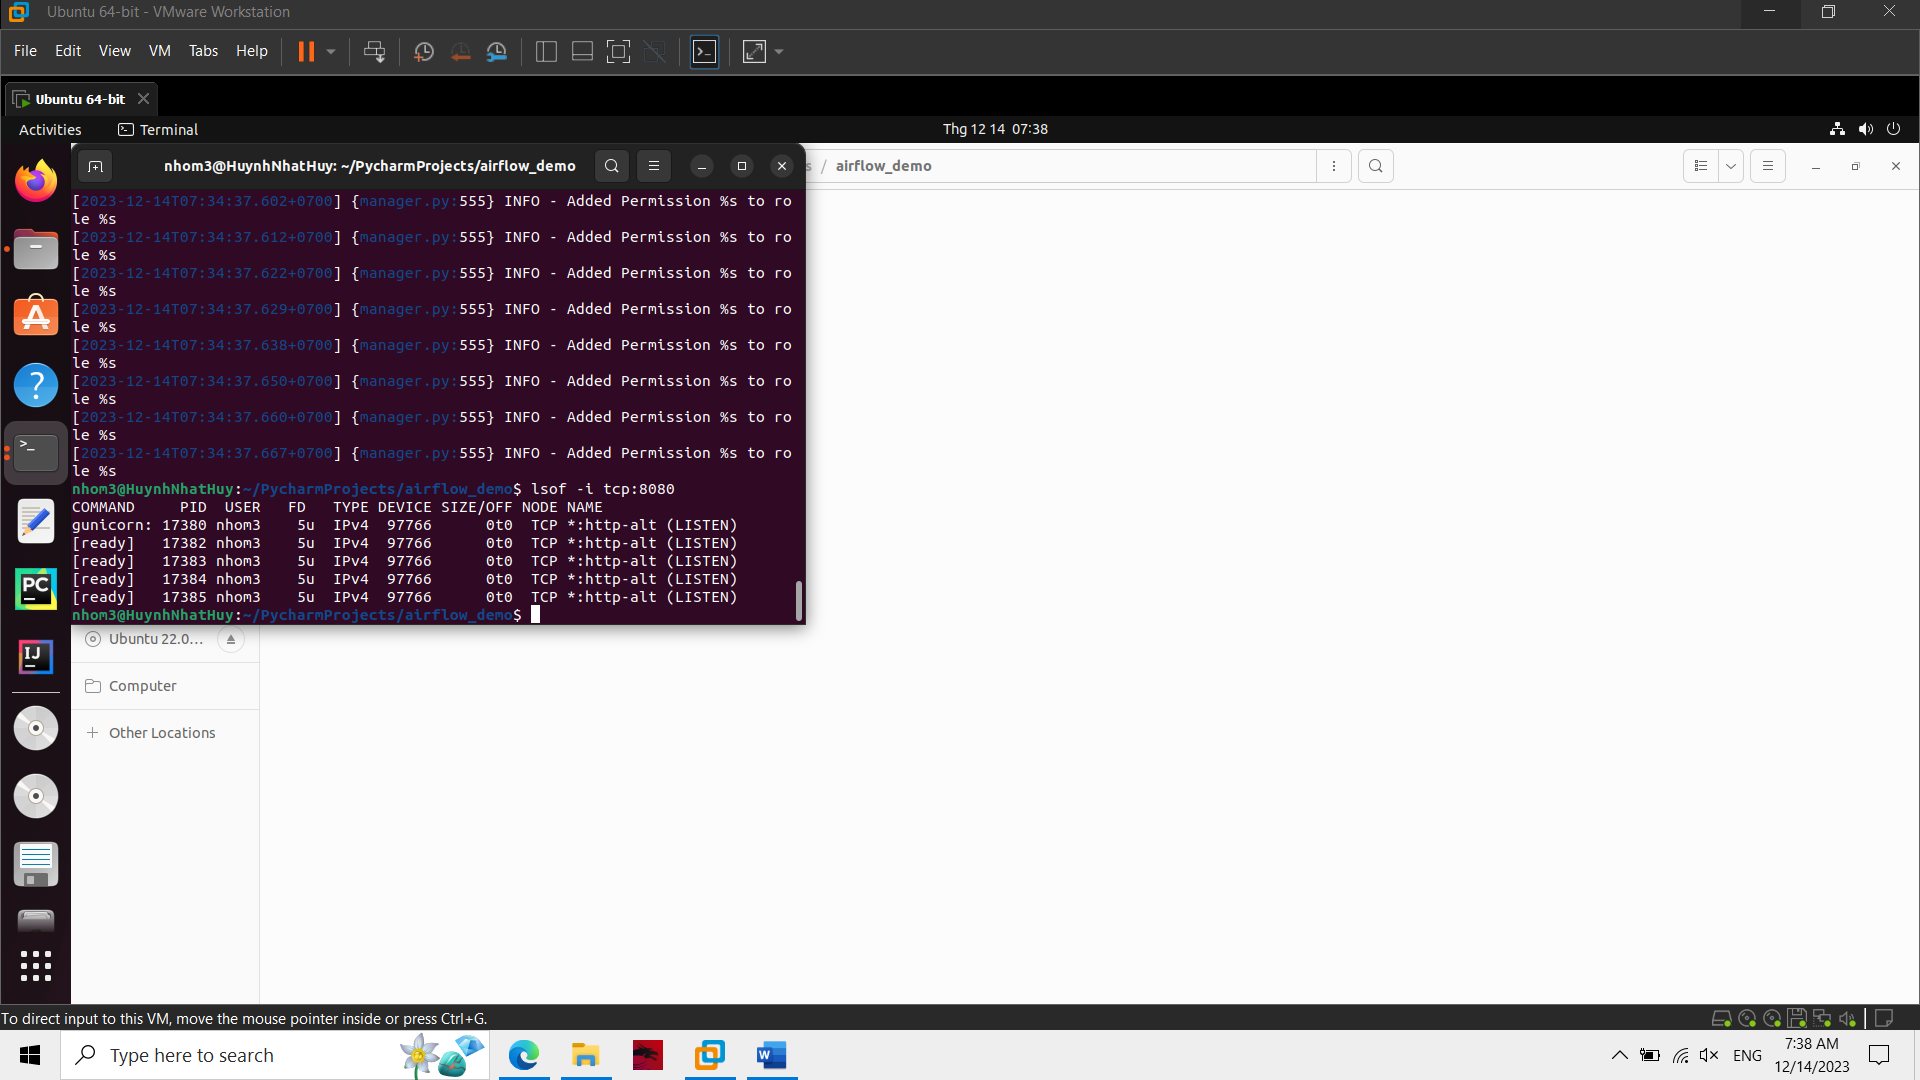 Ubuntu 64-bit - VMware Workstation
File Edit View VM Tabs Help
Ubuntu 64-bit
Activities Terminal Thg 12 14 07:38
nhom3@HuynhNhatHuy: ~/PycharmProjects/airflow_demo
s / airflow_demo
[2023-12-14T07:34:37.602+0700] {manager.py:555} INFO - Added Permission %s to ro
le %s
[2023-12-14T07:34:37.612+0700] {manager.py:555} INFO - Added Permission %s to ro
le %s
[2023-12-14T07:34:37.622+0700] {manager.py:555} INFO - Added Permission %s to ro
le %s
[2023-12-14T07:34:37.629+0700] {manager.py:555} INFO - Added Permission %s to ro
le %s
[2023-12-14T07:34:37.638+0700] {manager.py:555} INFO - Added Permission %s to ro
le %s
[2023-12-14T07:34:37.650+0700] {manager.py:555} INFO - Added Permission %s to ro
le %s
[2023-12-14T07:34:37.660+0700] {manager.py:555} INFO - Added Permission %s to ro
le %s
[2023-12-14T07:34:37.667+0700] {manager.py:555} INFO - Added Permission %s to ro
le %s
nhom3@HuynhNhatHuy:~/PycharmProjects/airflow_demo$ lsof -i tcp:8080
COMMAND PID USER FD TYPE DEVICE SIZE/OFF NODE NAME
gunicorn: 17380 nhom3 5u IPv4 97766 0t0 TCP *:http-alt (LISTEN)
[ready] 17382 nhom3 5u IPv4 97766 0t0 TCP *:http-alt (LISTEN)
[ready] 17383 nhom3 5u IPv4 97766 0t0 TCP *:http-alt (LISTEN)
[ready] 17384 nhom3 5u IPv4 97766 0t0 TCP *:http-alt (LISTEN)
[ready] 17385 nhom3 5u IPv4 97766 0t0 TCP *:http-alt (LISTEN)
nhom3@HuynhNhatHuy:~/PycharmProjects/airflow_demo$
PC
IJ
Ubuntu 22.0...
Computer
Other Locations
To direct input to this VM, move the mouse pointer inside or press Ctrl+G.
Type here to search
W
ENG
7:38 AM
12/14/2023